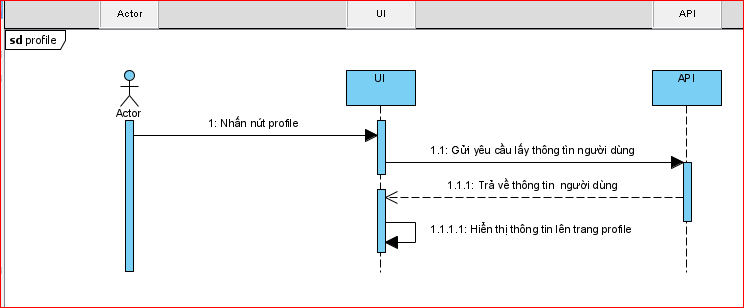 Actor UI API
sd profile
UI API
Actor
1: Nhấn nút profile
1.1: Gửi yêu cầu lấy thông tin người dùng
1.1.1: Trả về thông tin người dùng
1.1.1.1: Hiển thị thông tin lên trang profile